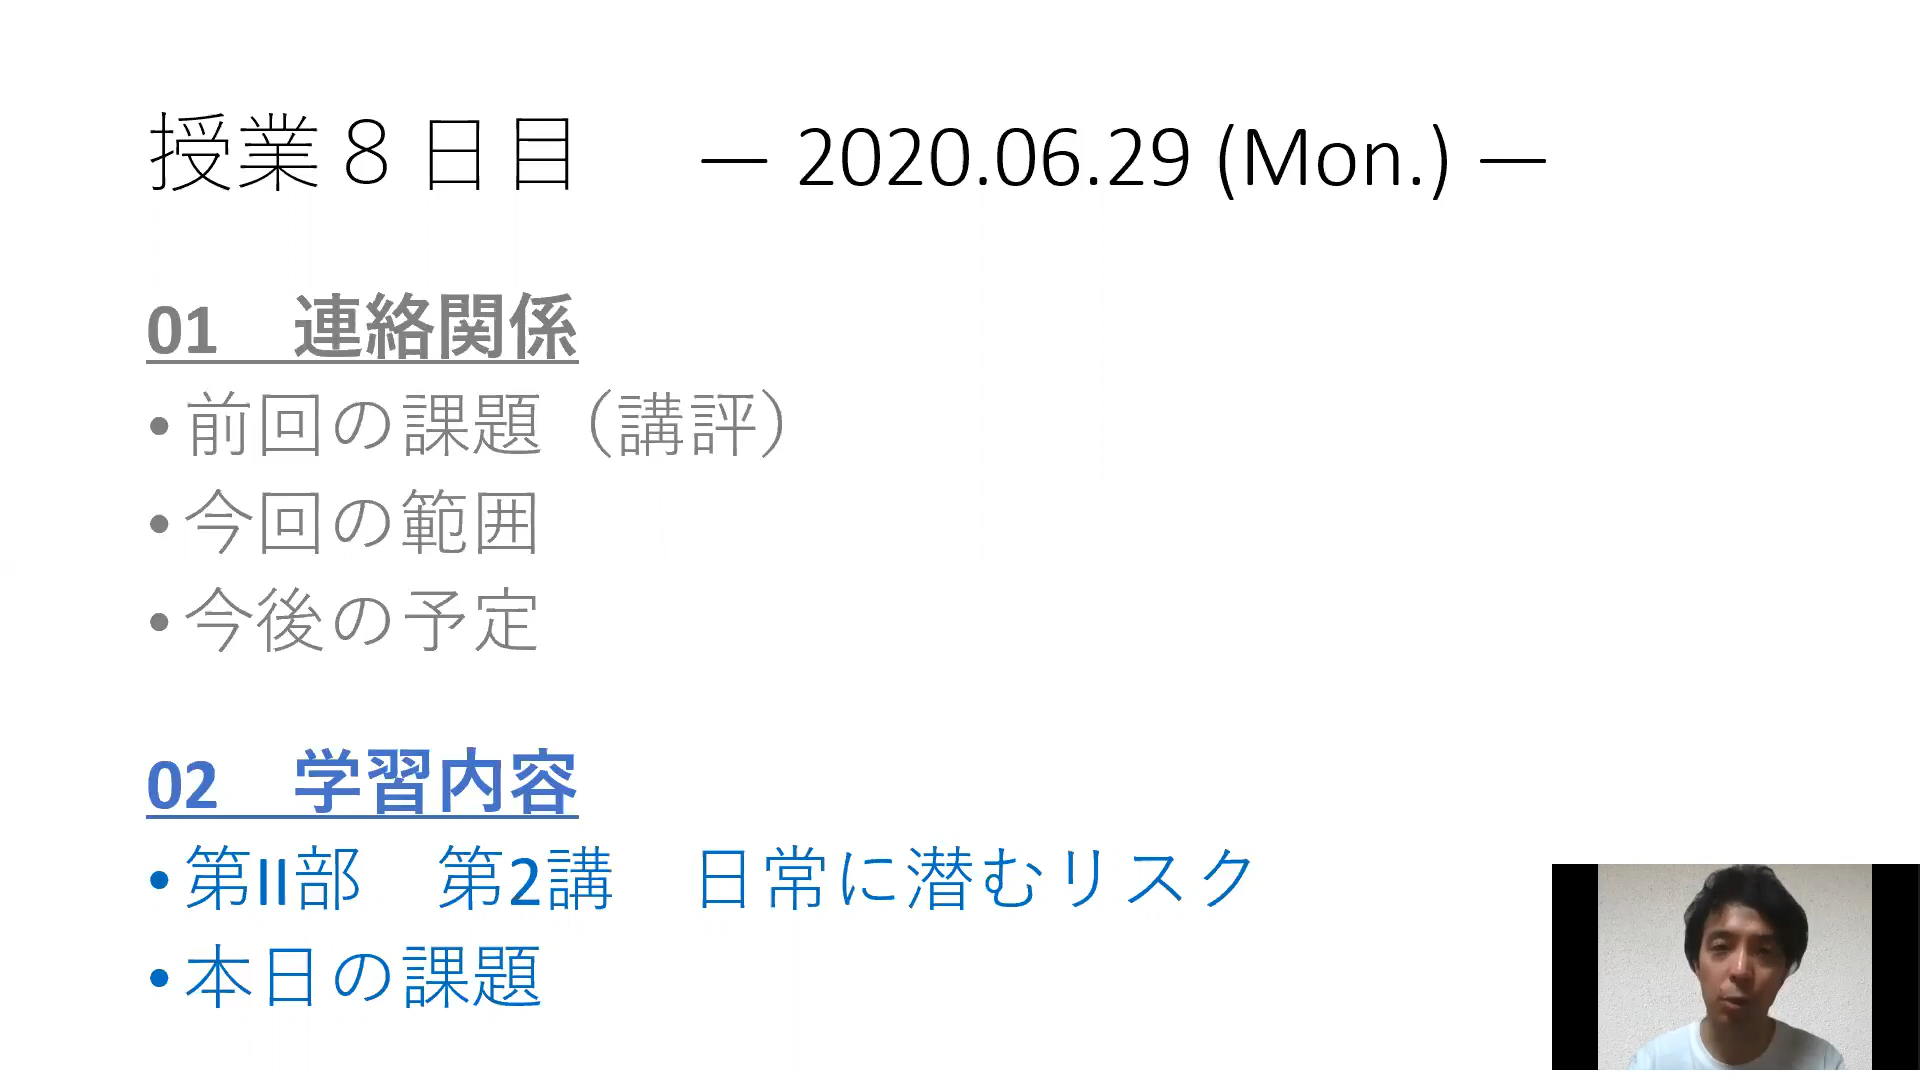 授業８日目　— 2020.06.29 (Mon.) —
01　連絡関係
•前回の課題（講評）
•今回の範囲
•今後の予定
02　学習内容
•第II部　第2講　日常に潜むリスク
•本日の課題